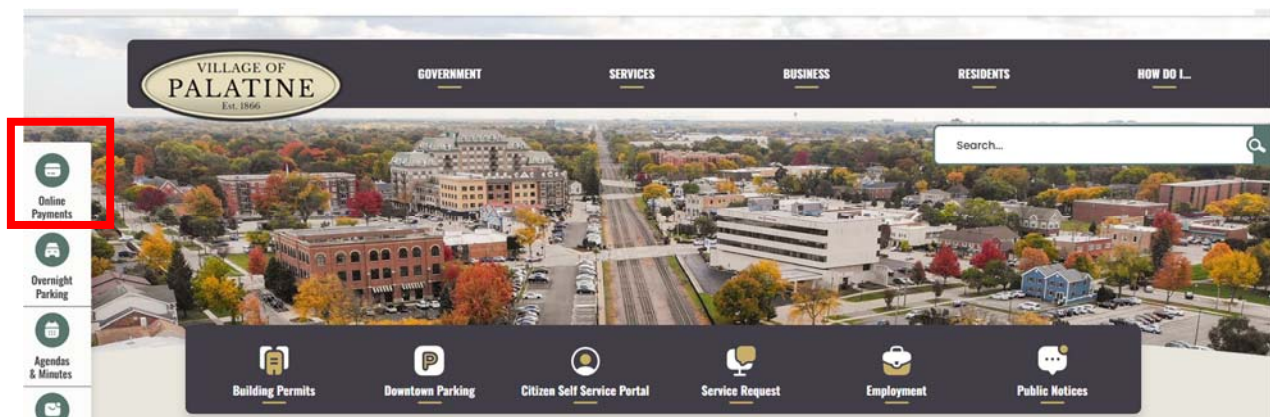 VILLAGE OF
PALATINE
Est. 1866
GOVERNMENT
SERVICES
BUSINESS
RESIDENTS
HOW DO I...
Search...
Online
Payments
Overnight
Parking
Agendas
& Minutes
Building Permits
Downtown Parking
Citizen Self Service Portal
Service Request
Employment
Public Notices